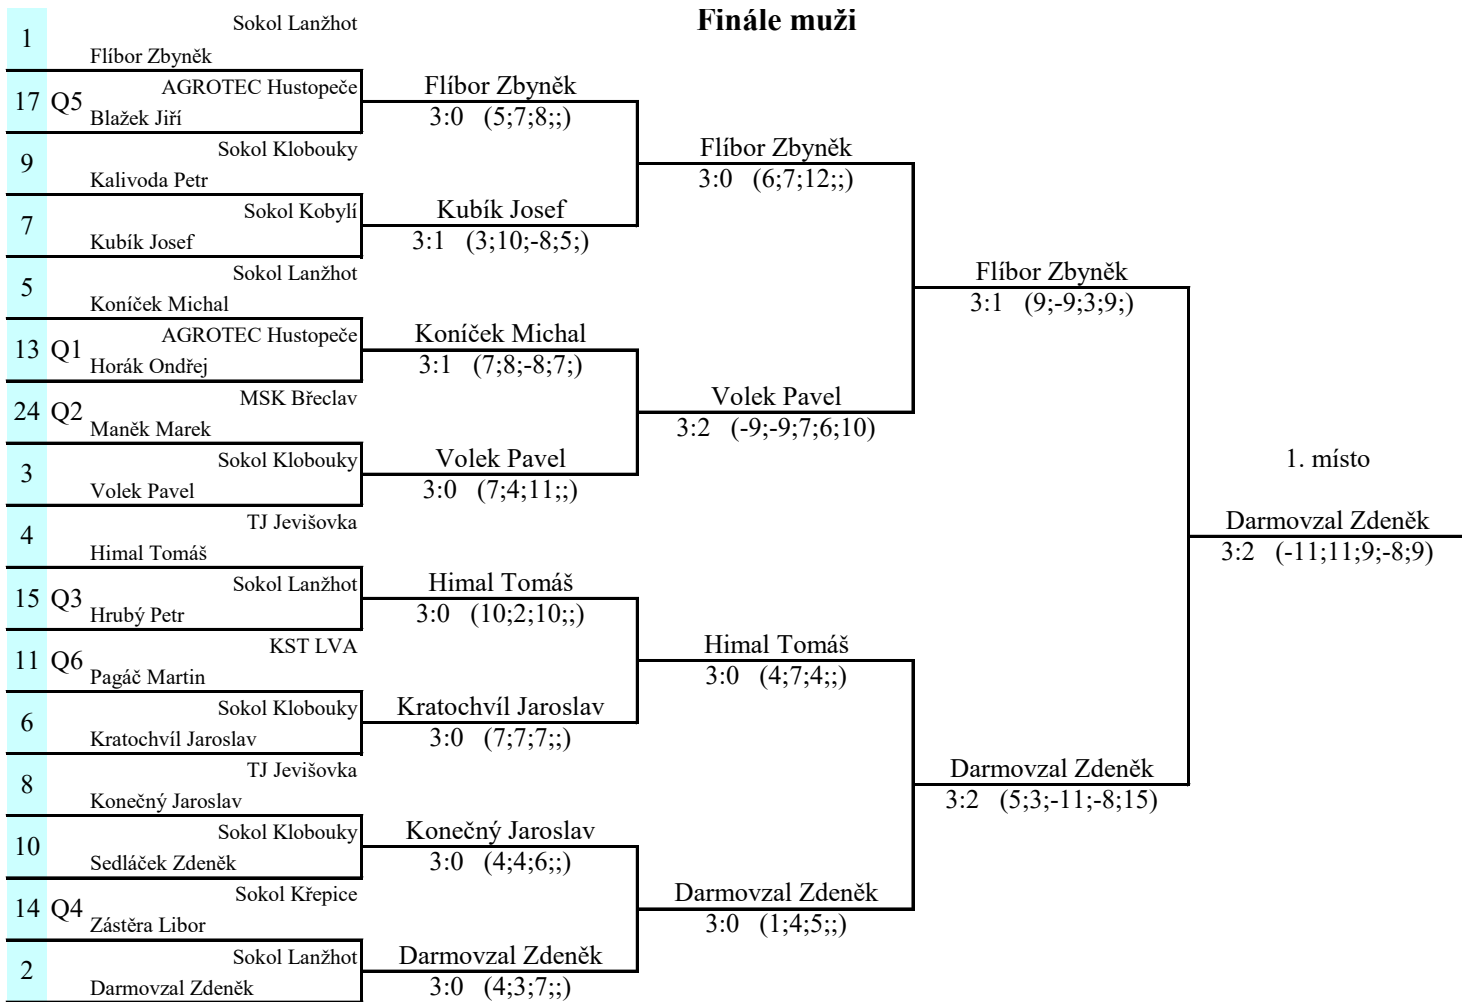 Finále muži
1
Sokol Lanžhot
Flíbor Zbyněk
17 Q5
AGROTEC Hustopeče
Blažek Jiří
9
Sokol Klobouky
Kalivoda Petr
7
Sokol Kobylí
Kubík Josef
5
Sokol Lanžhot
Koníček Michal
13 Q1
AGROTEC Hustopeče
Horák Ondřej
24 Q2
MSK Břeclav
Maněk Marek
3
Sokol Klobouky
Volek Pavel
4
TJ Jevišovka
Himal Tomáš
15 Q3
Sokol Lanžhot
Hrubý Petr
11 Q6
KST LVA
Pagáč Martin
6
Sokol Klobouky
Kratochvíl Jaroslav
8
TJ Jevišovka
Konečný Jaroslav
10
Sokol Klobouky
Sedláček Zdeněk
14 Q4
Sokol Křepice
Zástěra Libor
2
Sokol Lanžhot
Darmovzal Zdeněk
Flíbor Zbyněk
3:0 (5;7;8;;)
Kubík Josef
3:1 (3;10;-8;5;)
Koníček Michal
3:1 (7;8;-8;7;)
Volek Pavel
3:0 (7;4;11;;)
Himal Tomáš
3:0 (10;2;10;;)
Kratochvíl Jaroslav
3:0 (7;7;7;;)
Konečný Jaroslav
3:0 (4;4;6;;)
Darmovzal Zdeněk
3:0 (4;3;7;;)
Flíbor Zbyněk
3:0 (6;7;12;;)
Volek Pavel
3:2 (-9;-9;7;6;10)
Himal Tomáš
3:0 (4;7;4;;)
Darmovzal Zdeněk
3:0 (1;4;5;;)
Flíbor Zbyněk
3:1 (9;-9;3;9;)
Darmovzal Zdeněk
3:2 (5;3;-11;-8;15)
1. místo
Darmovzal Zdeněk
3:2 (-11;11;9;-8;9)